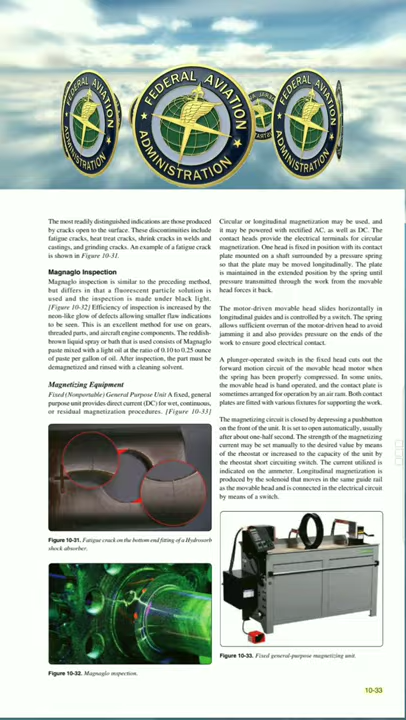 FEDERAL AVIATION
ADMINISTRATION
FEDERAL AVIATION
ADMINISTRATION
FEDERAL AVIATION
ADMINISTRATION
The most readily distinguished indications are those produced
by cracks open to the surface. These discontinuities include
fatigue cracks, heat treat cracks, shrink cracks in welds and
castings, and grinding cracks. An example of a fatigue crack
is shown in Figure 10-31.
Magnaglo Inspection
Magnaglo inspection is similar to the preceding method,
but differs in that a fluorescent particle solution is
used and the inspection is made under black light.
[Figure 10-32] Efficiency of inspection is increased by the
neon-like glow of defects allowing smaller flaw indications
to be seen. This is an excellent method for use on gears,
threaded parts, and aircraft engine components. The reddish-
brown liquid spray or bath that is used consists of Magnaglo
paste mixed with a light oil at the ratio of 0.10 to 0.25 ounce
of paste per gallon of oil. After inspection, the part must be
demagnetized and rinsed with a cleaning solvent.
Magnetizing Equipment
Fixed (Nonportable) General Purpose Unit A fixed, general
purpose unit provides direct current (DC) for wet, continuous,
or residual magnetization procedures. [Figure 10-33]
Figure 10-31. Fatigue crack on the bottom end fitting of a Hydrosorb
shock absorber.
Figure 10-32. Magnaglo inspection.
Circular or longitudinal magnetization may be used, and
it may be powered with rectified AC, as well as DC. The
contact heads provide the electrical terminals for circular
magnetization. One head is fixed in position with its contact
plate mounted on a shaft surrounded by a pressure spring
so that the plate may be moved longitudinally. The plate
is maintained in the extended position by the spring until
pressure transmitted through the work from the movable
head forces it back.
The motor-driven movable head slides horizontally in
longitudinal guides and is controlled by a switch. The spring
allows sufficient overrun of the motor-driven head to avoid
jamming it and also provides pressure on the ends of the
work to ensure good electrical contact.
A plunger-operated switch in the fixed head cuts out the
forward motion circuit of the movable head motor when
the spring has been properly compressed. In some units,
the movable head is hand operated, and the contact plate is
sometimes arranged for operation by an air ram. Both contact
plates are fitted with various fixtures for supporting the work.
The magnetizing circuit is closed by depressing a pushbutton
on the front of the unit. It is set to open automatically, usually
after about one-half second. The strength of the magnetizing
current may be set manually to the desired value by means
of the rheostat or increased to the capacity of the unit by
the rheostat short circuiting switch. The current utilized is
indicated on the ammeter. Longitudinal magnetization is
produced by the solenoid that moves in the same guide rail
as the movable head and is connected in the electrical circuit
by means of a switch.
Figure 10-33. Fixed general-purpose magnetizing unit.
10-33